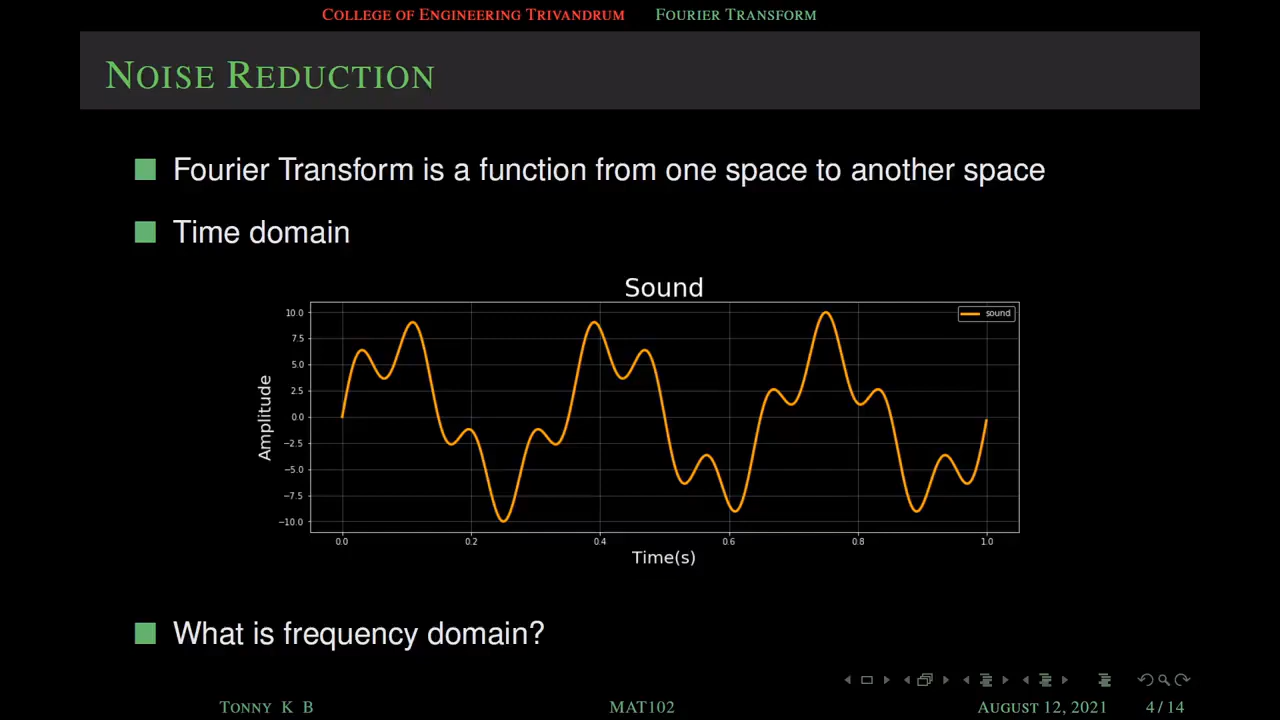 COLLEGE OF ENGINEERING TRIVANDRUM FOURIER TRANSFORM
NOISE REDUCTION
Fourier Transform is a function from one space to another space
Time domain
Sound
sound
10.0
7.5
5.0
2.5
0.0
−2.5
−5.0
−7.5
−10.0
Amplitude
0.0 0.2 0.4 0.6 0.8 1.0
Time(s)
What is frequency domain?
TONNY K B MAT102 AUGUST 12, 2021 4 / 14